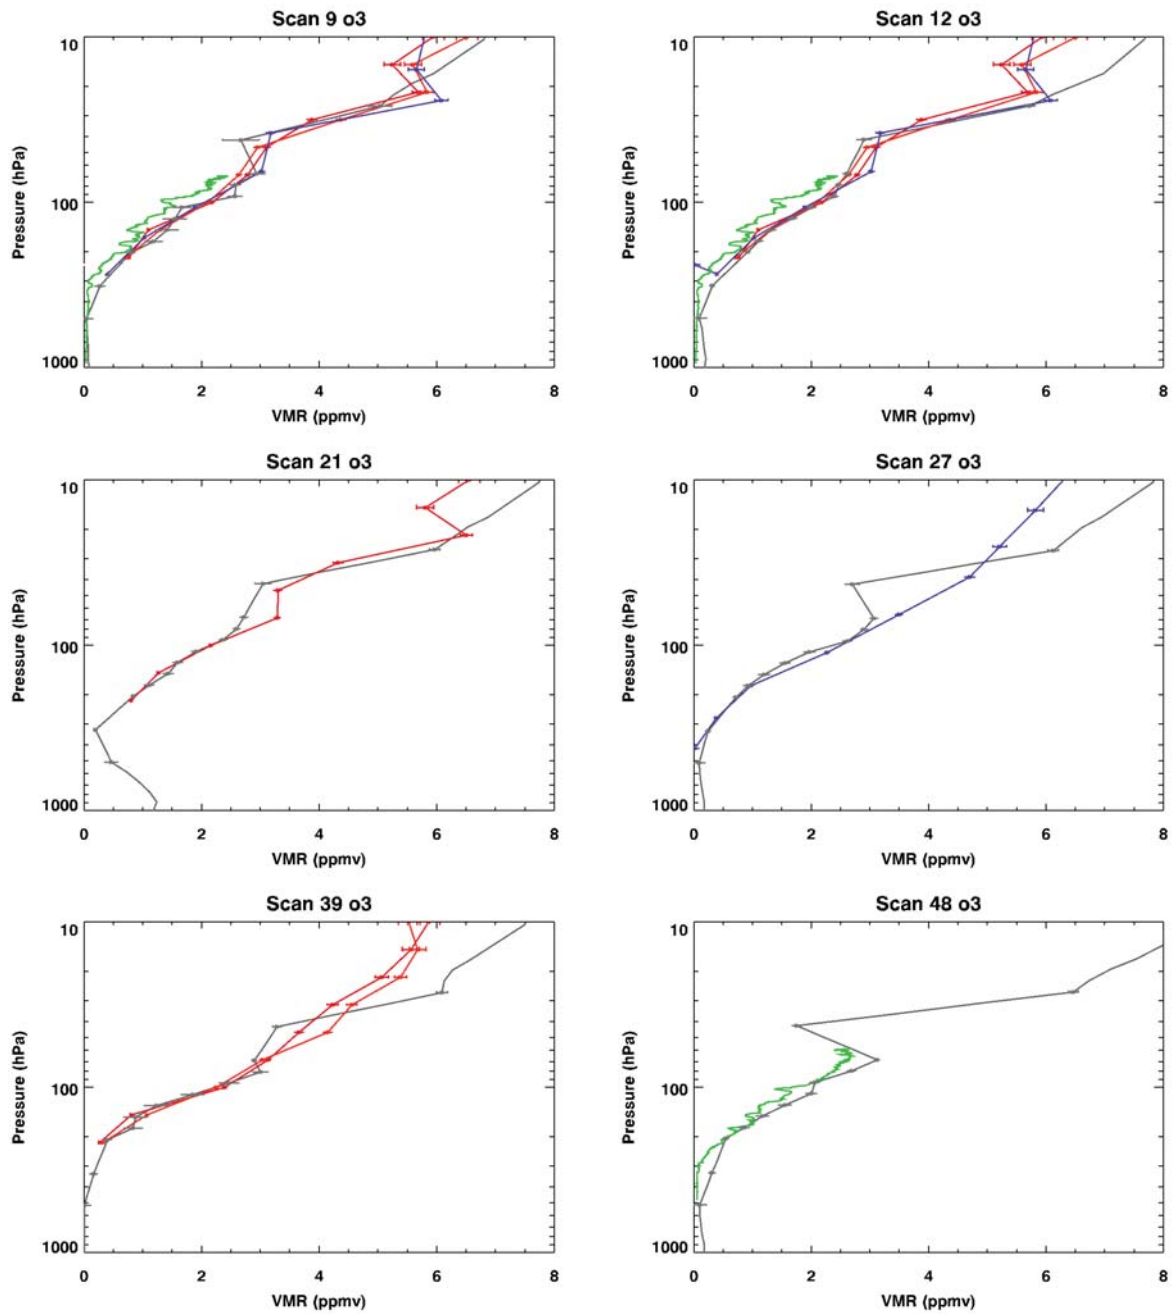 Scan 9 o3
Scan 12 o3
10
100
1000
Pressure (hPa)
0 2 4 6 8
VMR (ppmv)
10
100
1000
Pressure (hPa)
0 2 4 6 8
VMR (ppmv)
Scan 21 o3
Scan 27 o3
10
100
1000
Pressure (hPa)
0 2 4 6 8
VMR (ppmv)
10
100
1000
Pressure (hPa)
0 2 4 6 8
VMR (ppmv)
Scan 39 o3
Scan 48 o3
10
100
1000
Pressure (hPa)
0 2 4 6 8
VMR (ppmv)
10
100
1000
Pressure (hPa)
0 2 4 6 8
VMR (ppmv)